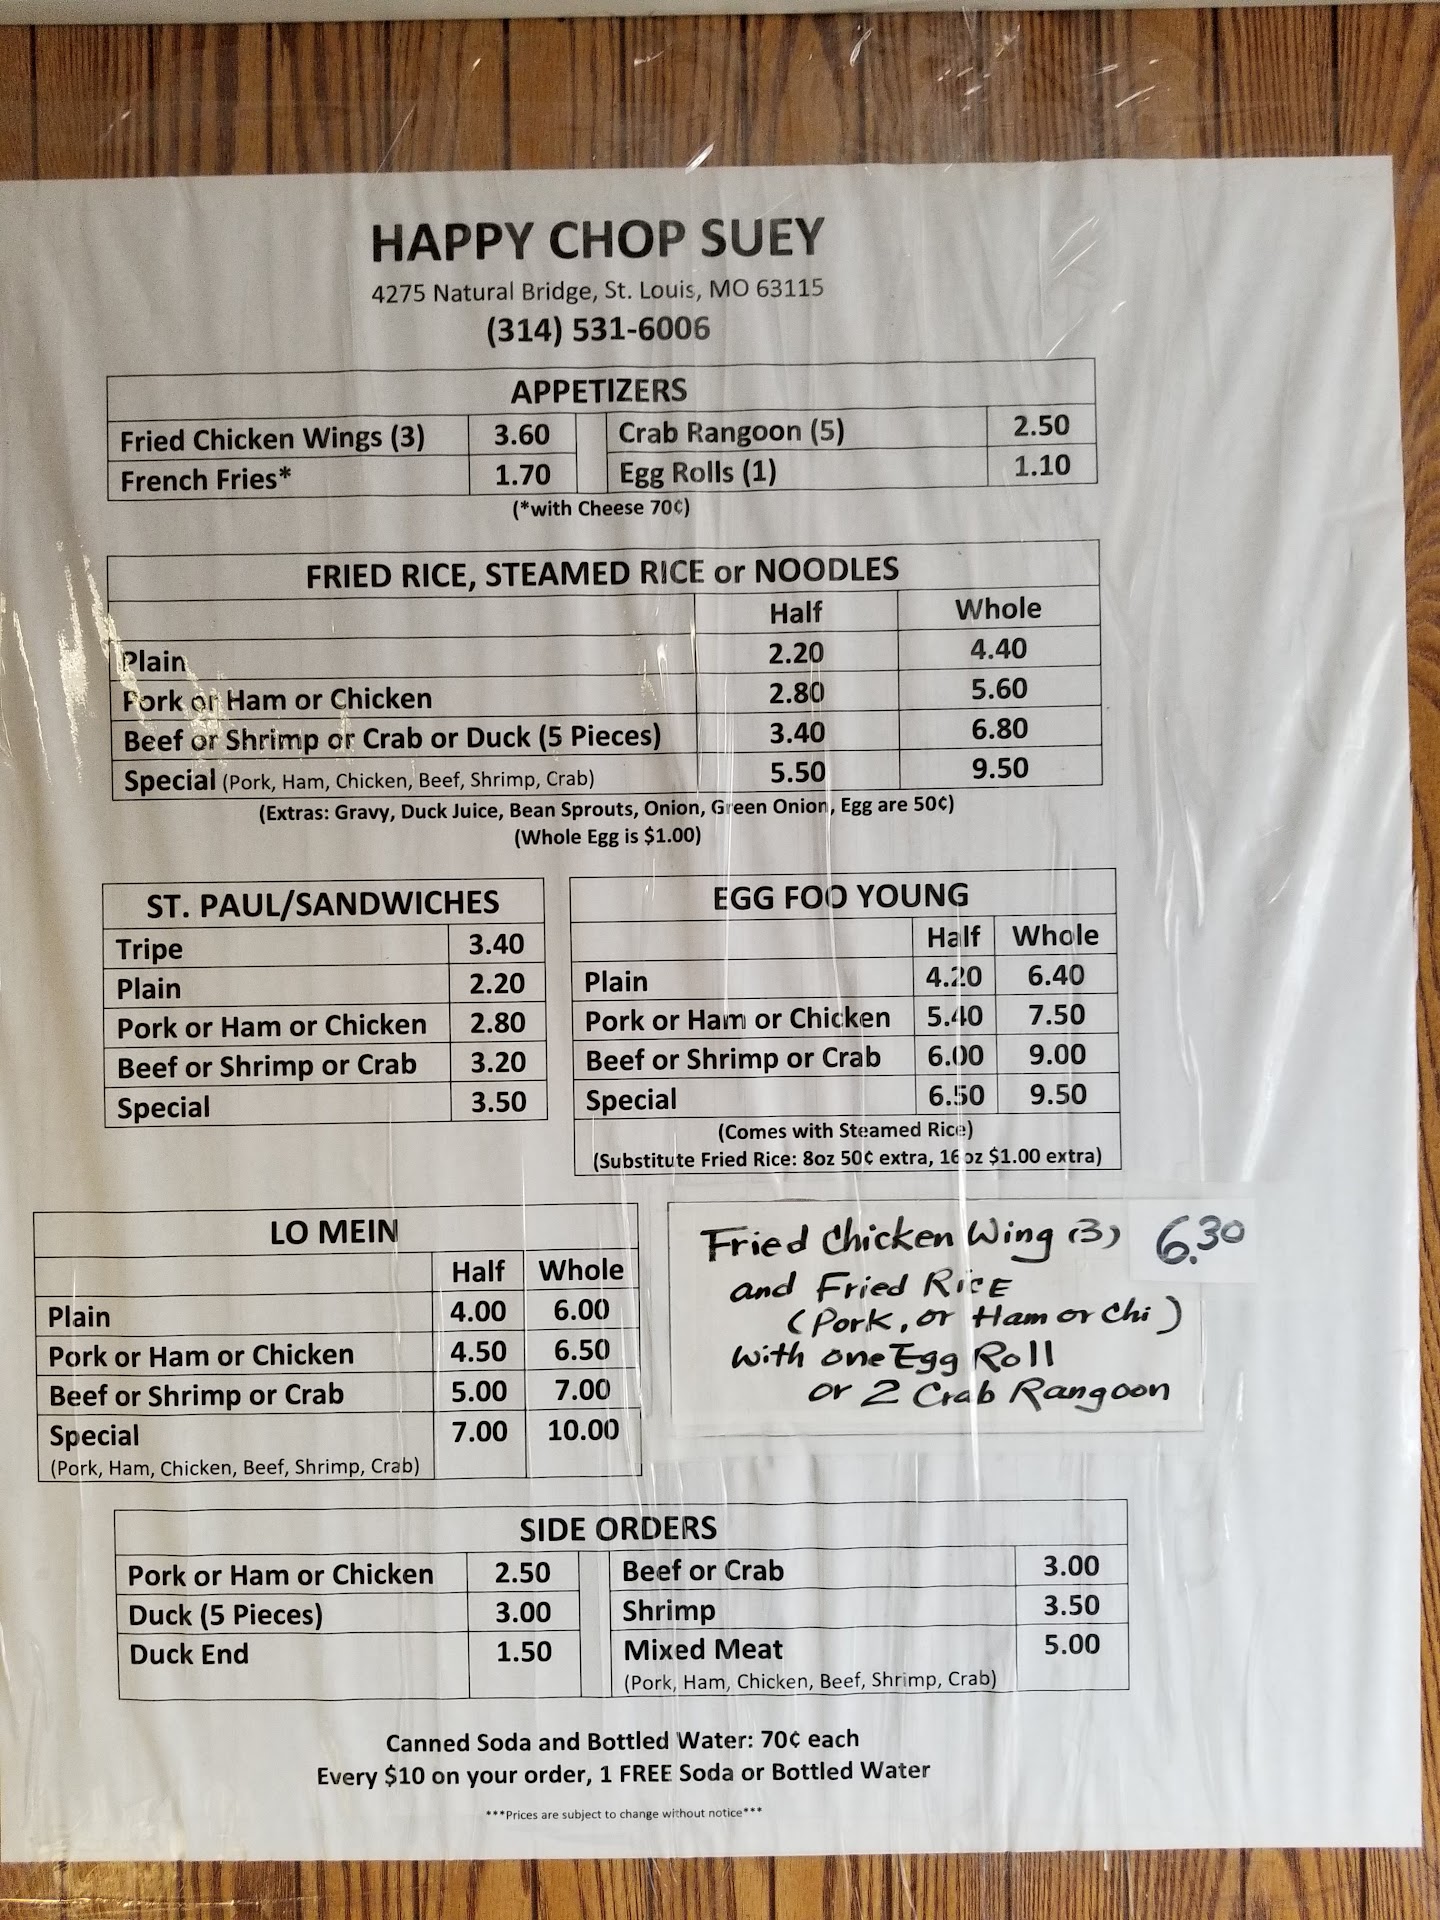 HAPPY CHOP SUEY
4275 Natural Bridge, St. Louis, MO 63115
(314) 531-6006
APPETIZERS
Fried Chicken Wings (3) 3.60 Crab Rangoon (5) 2.50
French Fries* 1.70 Egg Rolls (1) 1.10
(*with Cheese 70¢)
FRIED RICE, STEAMED RICE or NOODLES
Half Whole
Plain 2.20 4.40
Pork or Ham or Chicken 2.80 5.60
Beef or Shrimp or Crab or Duck (5 Pieces) 3.40 6.80
Special (Pork, Ham, Chicken, Beef, Shrimp, Crab) 5.50 9.50
(Extras: Gravy, Duck Juice, Bean Sprouts, Onion, Green Onion, Egg are 50¢)
(Whole Egg is $1.00)
ST. PAUL/SANDWICHES
Tripe 3.40
Plain 2.20
Pork or Ham or Chicken 2.80
Beef or Shrimp or Crab 3.20
Special 3.50
EGG FOO YOUNG
Half Whole
Plain 4.20 6.40
Pork or Ham or Chicken 5.40 7.50
Beef or Shrimp or Crab 6.00 9.00
Special 6.50 9.50
(Comes with Steamed Rice)
(Substitute Fried Rice: 8oz 50¢ extra, 16oz $1.00 extra)
LO MEIN
Half Whole
Plain 4.00 6.00
Pork or Ham or Chicken 4.50 6.50
Beef or Shrimp or Crab 5.00 7.00
Special 7.00 10.00
(Pork, Ham, Chicken, Beef, Shrimp, Crab)
Fried Chicken Wing (3) 6.30
and Fried Rice
(Pork, or Ham or Chi)
with one Egg Roll
or 2 Crab Rangoon
SIDE ORDERS
Pork or Ham or Chicken 2.50 Beef or Crab 3.00
Duck (5 Pieces) 3.00 Shrimp 3.50
Duck End 1.50 Mixed Meat 5.00
(Pork, Ham, Chicken, Beef, Shrimp, Crab)
Canned Soda and Bottled Water: 70¢ each
Every $10 on your order, 1 FREE Soda or Bottled Water
***Prices are subject to change without notice***